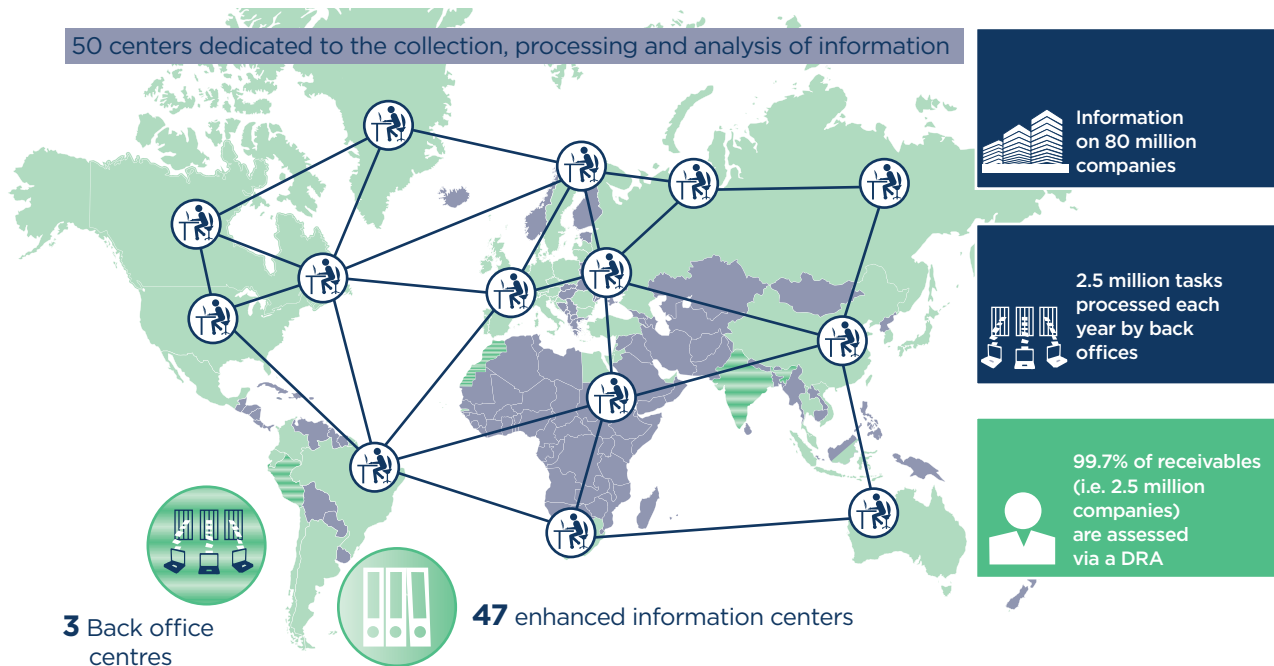 50 centers dedicated to the collection, processing and analysis of information
Information
on 80 million
companies
2.5 million tasks
processed each
year by back
offices
99.7% of receivables
(i.e. 2.5 million
companies)
are assessed
via a DRA
3 Back office
centres
47 enhanced information centers